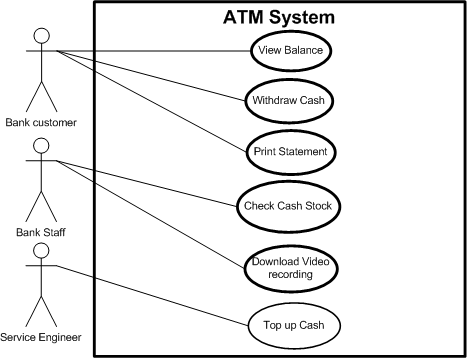 ATM System
View Balance
Withdraw Cash
Bank customer
Print Statement
Check Cash Stock
Bank Staff
Download Video
recording
Top up Cash
Service Engineer